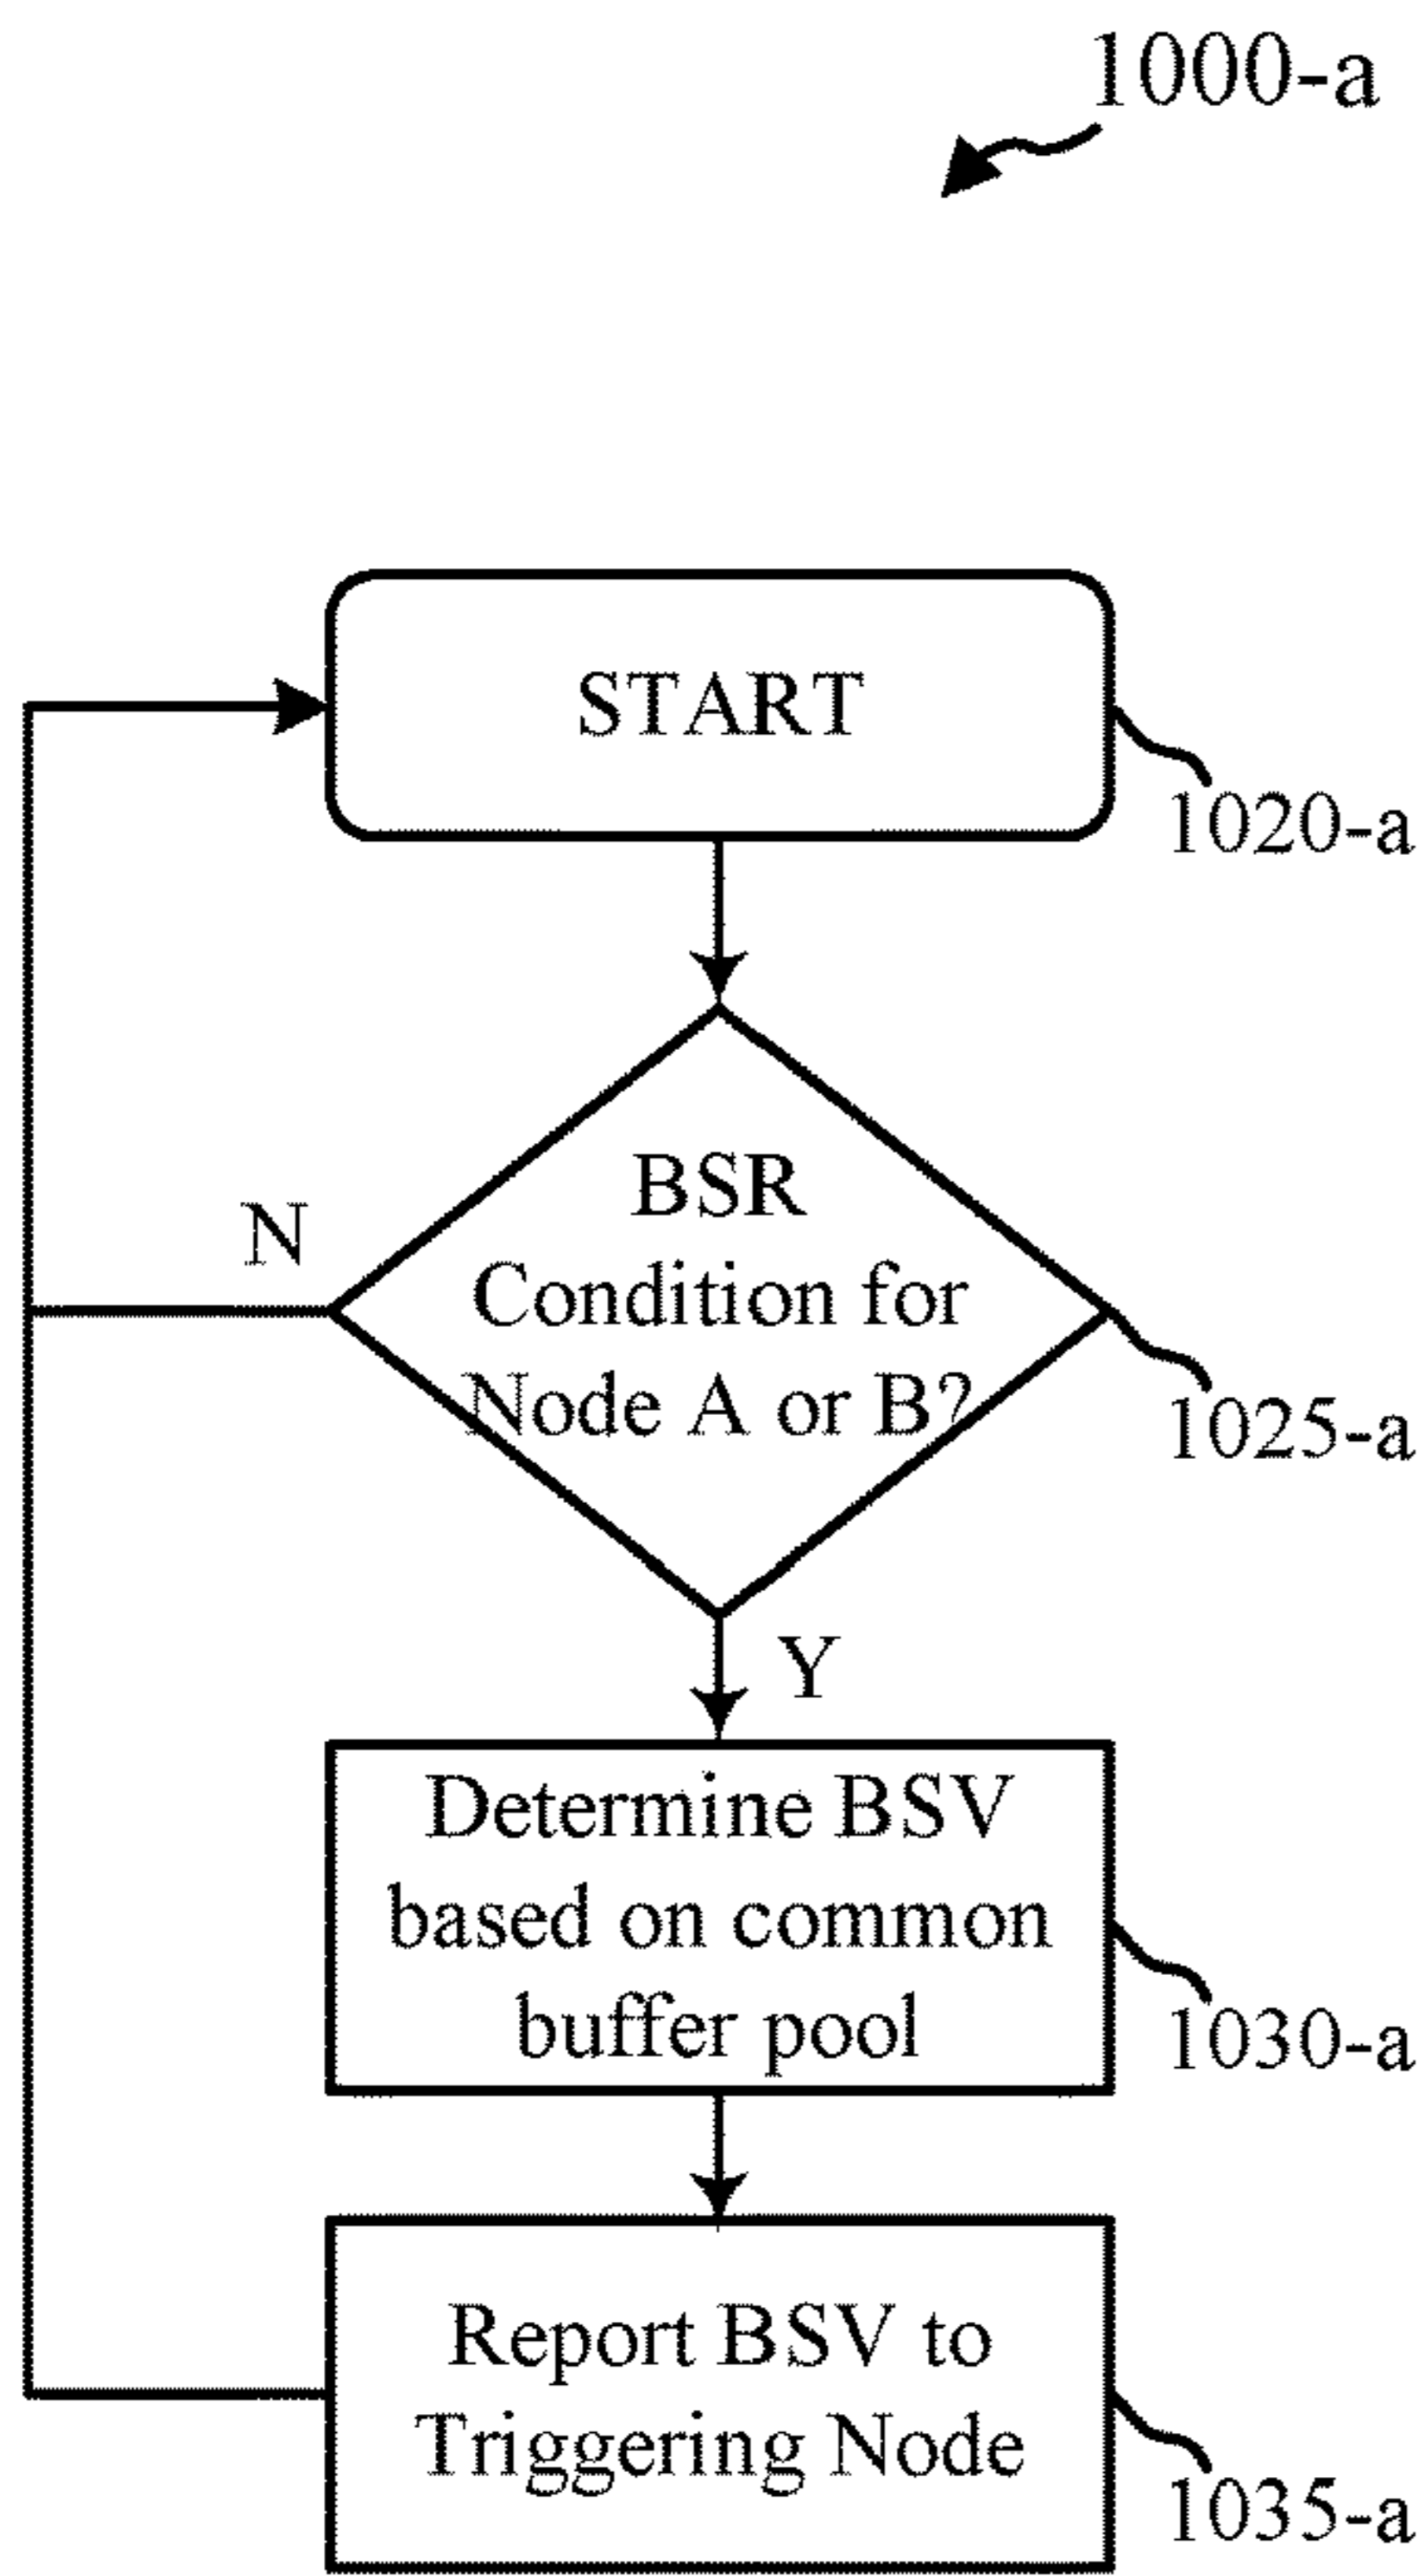 1000-a
START
1020-a
BSR
Condition for
Node A or B?
N
1025-a
Y
Determine BSV
based on common
buffer pool
1030-a
Report BSV to
Triggering Node
1035-a